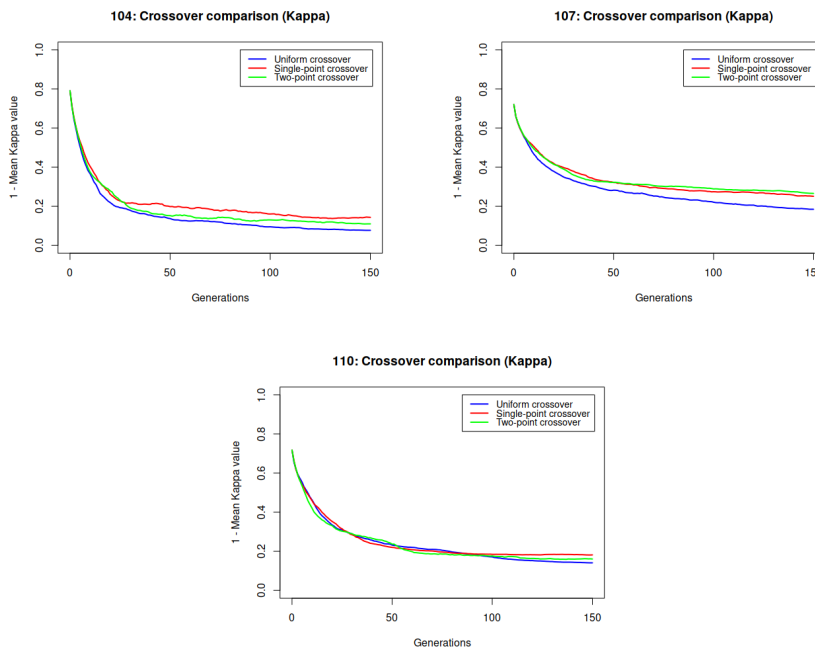 104: Crossover comparison (Kappa)
1 - Mean Kappa value
0.0 0.2 0.4 0.6 0.8 1.0
Uniform crossover
Single-point crossover
Two-point crossover
0 50 100 150
Generations
107: Crossover comparison (Kappa)
1 - Mean Kappa value
0.0 0.2 0.4 0.6 0.8 1.0
Uniform crossover
Single-point crossover
Two-point crossover
0 50 100 150
Generations
110: Crossover comparison (Kappa)
1 - Mean Kappa value
0.0 0.2 0.4 0.6 0.8 1.0
Uniform crossover
Single-point crossover
Two-point crossover
0 50 100 150
Generations